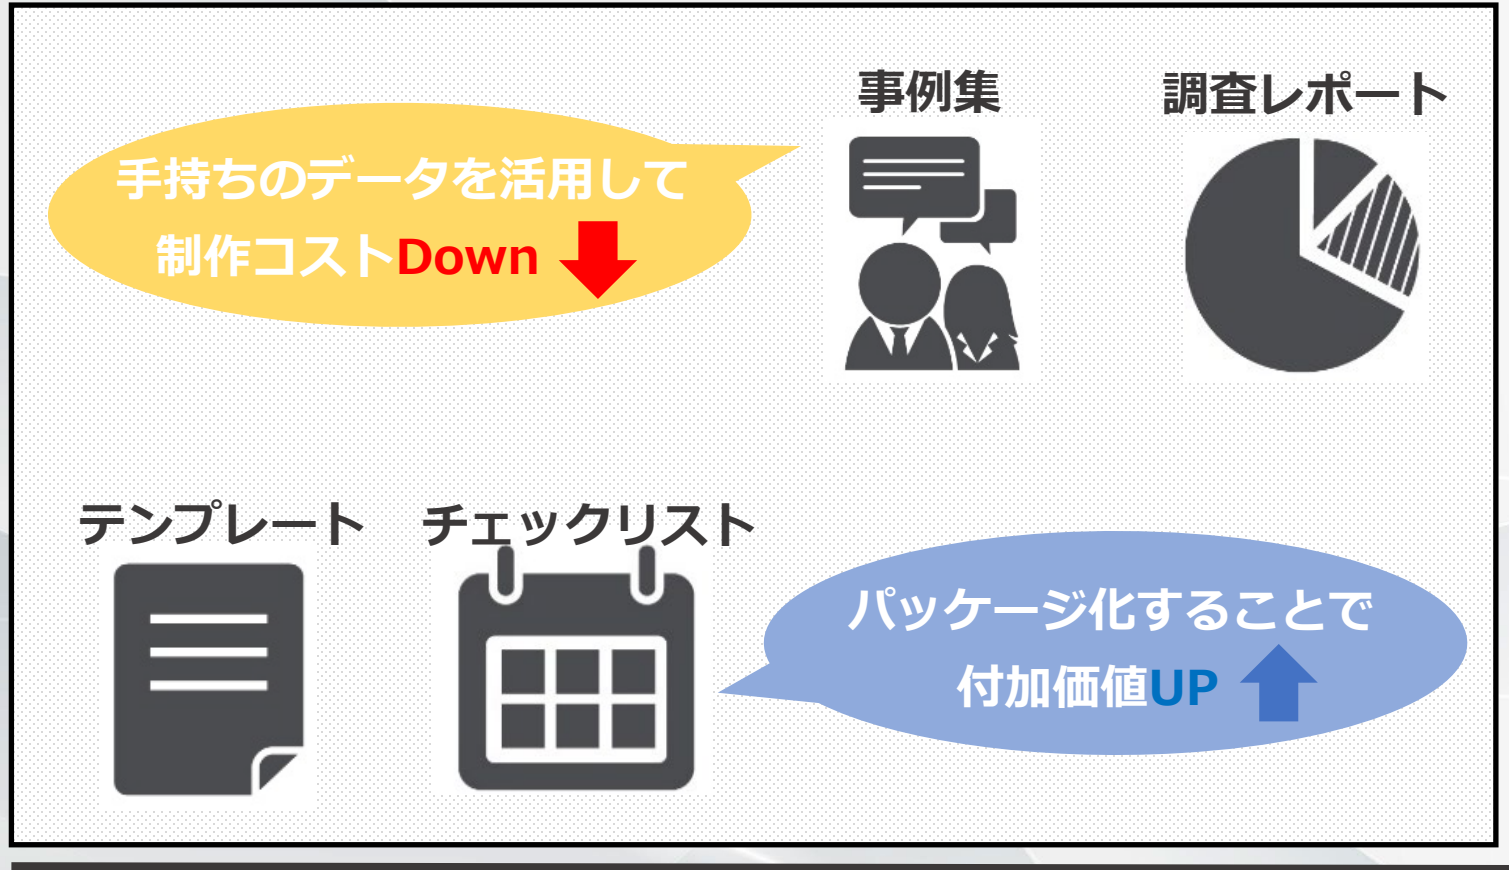 事例集
調査レポート
手持ちのデータを活用して
制作コストDown
テンプレート
チェックリスト
パッケージ化することで
付加価値UP